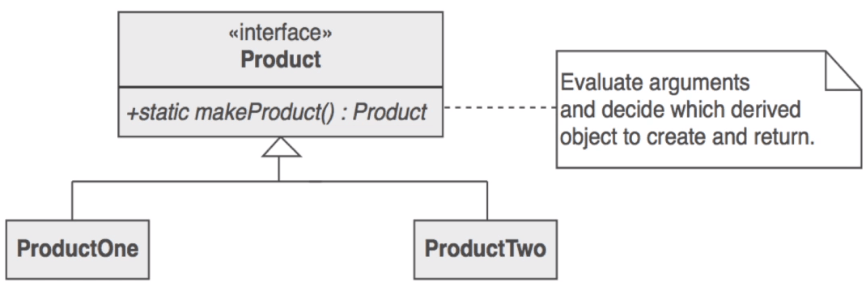 «interface»
Product
+static makeProduct() : Product
Evaluate arguments
and decide which derived
object to create and return.
ProductOne
ProductTwo